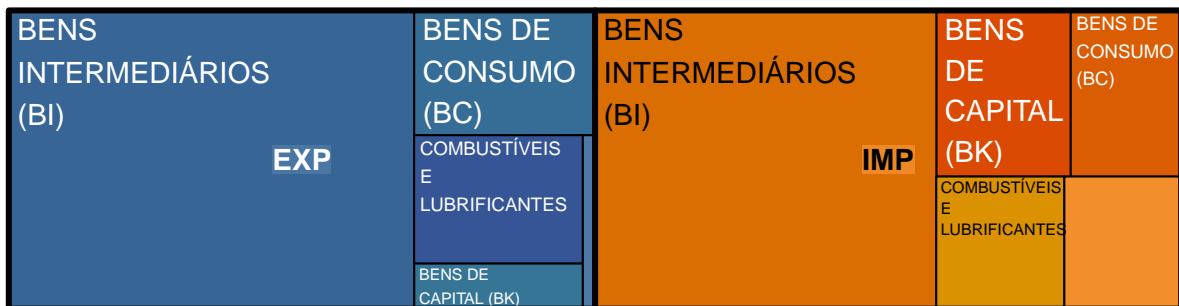 BENS
INTERMEDIÁRIOS
(BI)
EXP
BENS DE
CONSUMO
(BC)
COMBUSTÍVEIS
E
LUBRIFICANTES
BENS DE
CAPITAL (BK)
BENS
INTERMEDIÁRIOS
(BI)
IMP
BENS
DE
CAPITAL
(BK)
BENS DE
CONSUMO
(BC)
COMBUSTÍVEIS
E
LUBRIFICANTES